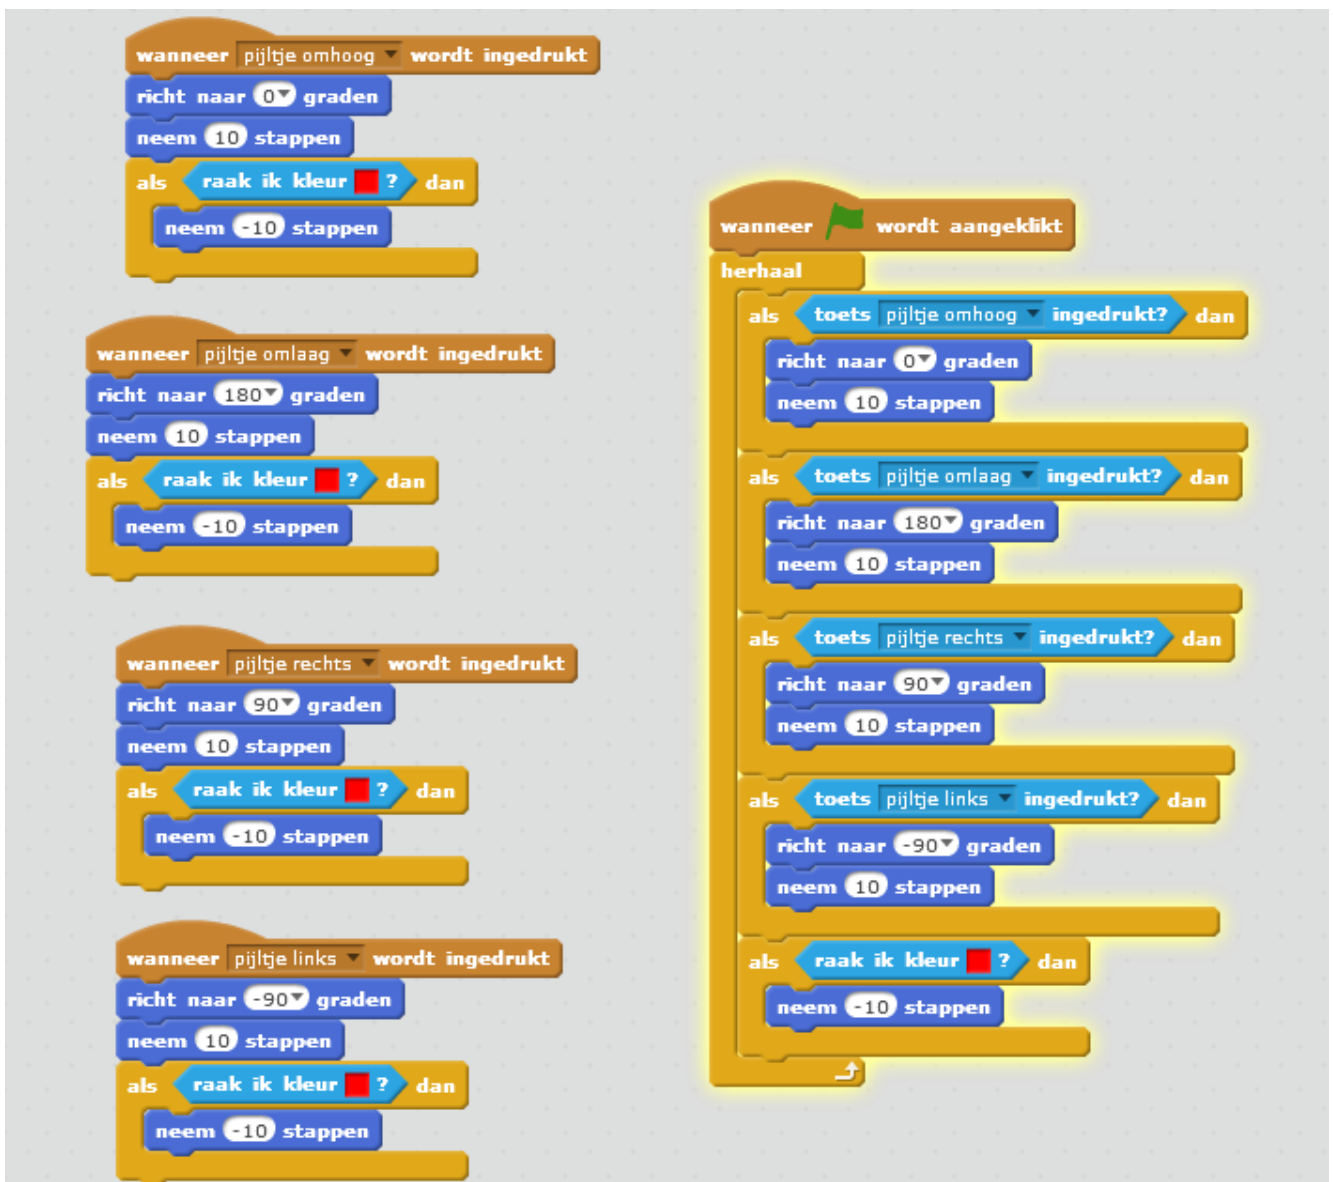 wanneer pijltje omhoog wordt ingedrukt
richt naar 0 graden
neem 10 stappen
als raak ik kleur ? dan
neem -10 stappen
wanneer pijltje omlaag wordt ingedrukt
richt naar 180 graden
neem 10 stappen
als raak ik kleur ? dan
neem -10 stappen
wanneer pijltje rechts wordt ingedrukt
richt naar 90 graden
neem 10 stappen
als raak ik kleur ? dan
neem -10 stappen
wanneer pijltje links wordt ingedrukt
richt naar -90 graden
neem 10 stappen
als raak ik kleur ? dan
neem -10 stappen
wanneer wordt aangeklikt
herhaal
als toets pijltje omhoog ingedrukt? dan
richt naar 0 graden
neem 10 stappen
als toets pijltje omlaag ingedrukt? dan
richt naar 180 graden
neem 10 stappen
als toets pijltje rechts ingedrukt? dan
richt naar 90 graden
neem 10 stappen
als toets pijltje links ingedrukt? dan
richt naar -90 graden
neem 10 stappen
als raak ik kleur ? dan
neem -10 stappen